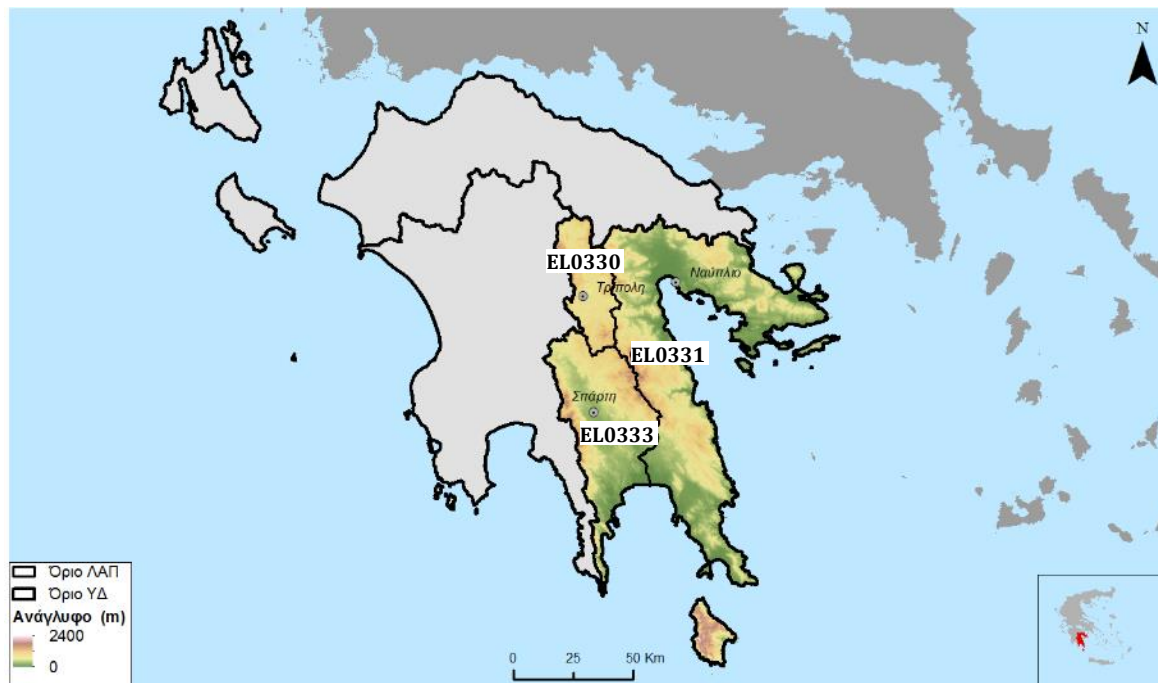 N
EL0330
Ναύπλιο
Τρίπολη
EL0331
Σπάρτη
EL0333
Όριο ΛΑΠ
Όριο ΥΔ
Ανάγλυφο (m)
2400
0
0 25 50 Km